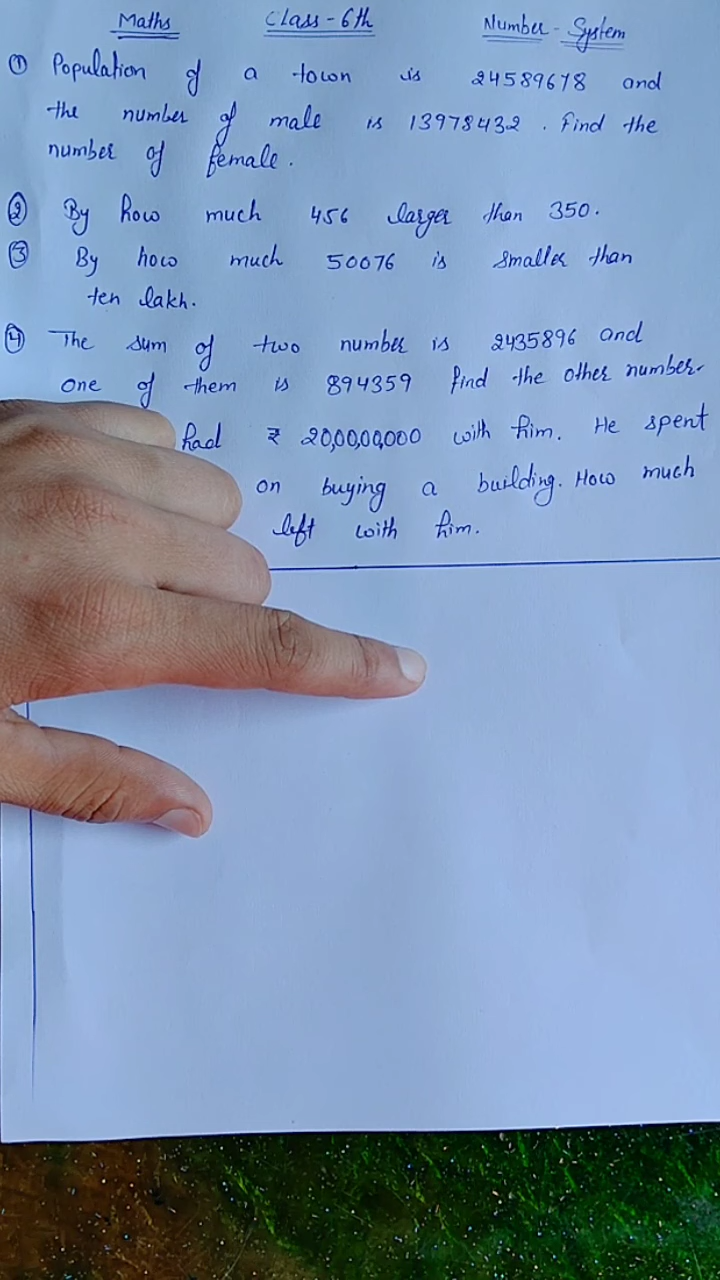 Maths Class-6th Number-System
① Population of a town is 24589678 and
the number of male is 13978432. Find the
number of female.
② By how much 456 larger than 350.
③ By how much 50076 is smaller than
ten lakh.
④ The sum of two number is 2435896 and
one of them is 894359 find the other number.
had ₹ 20,00,00,000 with him. He spent
on buying a building. How much
left with him.